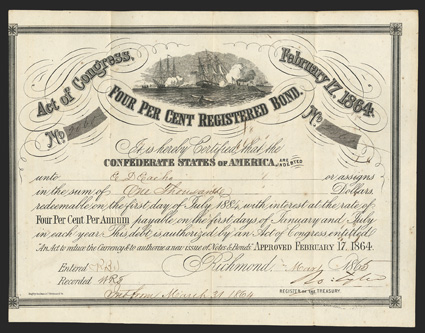 Act of Congress, February 17, 1864.
FOUR PER CENT REGISTERED BOND.
No No
It is hereby Certified that the
CONFEDERATE STATES OF AMERICA, ARE INDEBTED
unto or assigns
in the sum of One Thousand Dollars,
redeemable on the first day of July 1894, with interest at the rate of
Four Per Cent Per Annum payable on the first days of January and July
in each year. This debt is authorized by an Act of Congress entitled
"An Act to reduce the Currency & to authorize a new issue of Notes & Bonds" APPROVED FEBRUARY 17, 1864.
Entered Richmond 1865
Recorded
REGISTER OF THE TREASURY.
March 31 1864